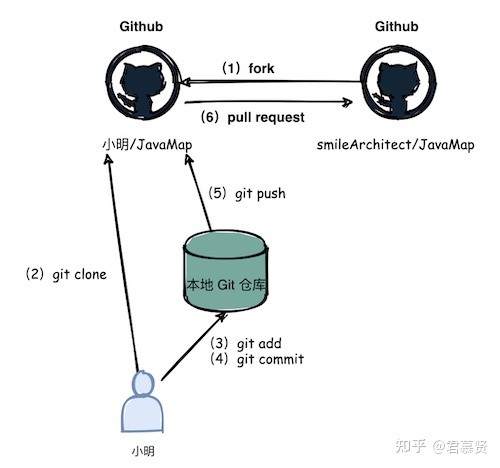 Github
Github
（1）fork
（6）pull request
小明/JavaMap
smileArchitect/JavaMap
（5）git push
（2）git clone
本地 Git 仓库
（3）git add
（4）git commit
小明
知乎 @君慕贤